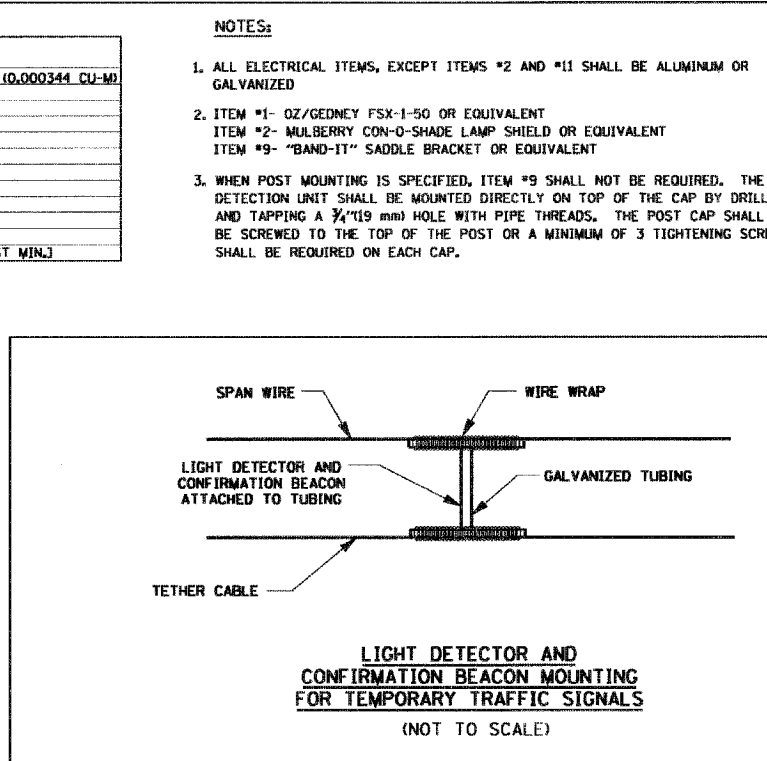 (0.000344 CU-M)
ST MIN.]
NOTES:
1. ALL ELECTRICAL ITEMS, EXCEPT ITEMS *2 AND *11 SHALL BE ALUMINUM OR
GALVANIZED
2. ITEM *1- OZ/GEDNEY FSX-1-50 OR EQUIVALENT
ITEM *2- MULBERRY CON-O-SHADE LAMP SHIELD OR EQUIVALENT
ITEM *9- "BAND-IT" SADDLE BRACKET OR EQUIVALENT
3. WHEN POST MOUNTING IS SPECIFIED, ITEM *9 SHALL NOT BE REQUIRED. THE
DETECTION UNIT SHALL BE MOUNTED DIRECTLY ON TOP OF THE CAP BY DRILL
AND TAPPING A ¾"(19 mm) HOLE WITH PIPE THREADS. THE POST CAP SHALL
BE SCREWED TO THE TOP OF THE POST OR A MINIMUM OF 3 TIGHTENING SCRE
SHALL BE REQUIRED ON EACH CAP.
SPAN WIRE
WIRE WRAP
LIGHT DETECTOR AND
CONFIRMATION BEACON
ATTACHED TO TUBING
GALVANIZED TUBING
TETHER CABLE
LIGHT DETECTOR AND
CONFIRMATION BEACON MOUNTING
FOR TEMPORARY TRAFFIC SIGNALS
(NOT TO SCALE)